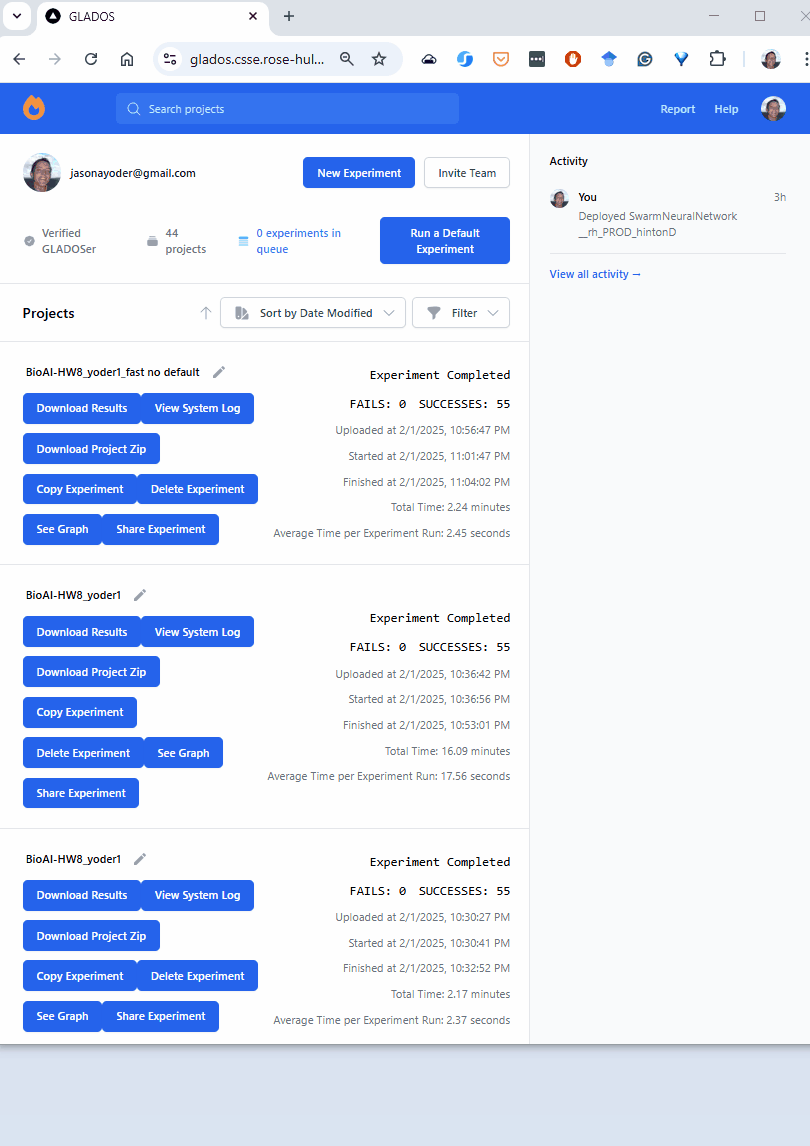 GLADOS
glados.csse.rose-hul...
Search projects
Report
Help
jasonayoder@gmail.com
New Experiment
Invite Team
Verified
GLADOSer
44
projects
0 experiments in
queue
Run a Default
Experiment
Activity
You
3h
Deployed SwarmNeuralNetwork
__rh_PROD_hintonD
View all activity →
Projects
Sort by Date Modified
Filter
BioAI-HW8_yoder1_fast no default
Download Results
View System Log
Download Project Zip
Copy Experiment
Delete Experiment
See Graph
Share Experiment
Experiment Completed
FAILS: 0 SUCCESSES: 55
Uploaded at 2/1/2025, 10:56:47 PM
Started at 2/1/2025, 11:01:47 PM
Finished at 2/1/2025, 11:04:02 PM
Total Time: 2.24 minutes
Average Time per Experiment Run: 2.45 seconds
BioAI-HW8_yoder1
Download Results
View System Log
Download Project Zip
Copy Experiment
Delete Experiment
See Graph
Share Experiment
Experiment Completed
FAILS: 0 SUCCESSES: 55
Uploaded at 2/1/2025, 10:36:42 PM
Started at 2/1/2025, 10:36:56 PM
Finished at 2/1/2025, 10:53:01 PM
Total Time: 16.09 minutes
Average Time per Experiment Run: 17.56 seconds
BioAI-HW8_yoder1
Download Results
View System Log
Download Project Zip
Copy Experiment
Delete Experiment
See Graph
Share Experiment
Experiment Completed
FAILS: 0 SUCCESSES: 55
Uploaded at 2/1/2025, 10:30:27 PM
Started at 2/1/2025, 10:30:41 PM
Finished at 2/1/2025, 10:32:52 PM
Total Time: 2.17 minutes
Average Time per Experiment Run: 2.37 seconds